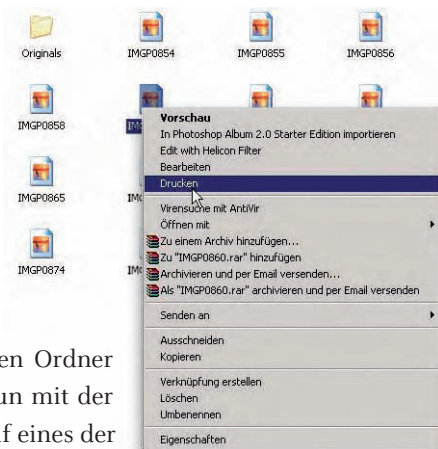 Originals
IMGP0854
IMGP0855
IMGP0856
IMGP0858
IMGP0865
IMGP0874
Vorschau
In Photoshop Album 2.0 Starter Edition importieren
Edit with Helicon Filter
Bearbeiten
Drucken
Virensuche mit AntiVir
Öffnen mit
Zu einem Archiv hinzufügen...
Zu "IMGP0860.rar" hinzufügen
Archivieren und per Email versenden...
Als "IMGP0860.rar" archivieren und per Email versenden
Senden an
Ausschneiden
Kopieren
Verknüpfung erstellen
Löschen
Umbenennen
Eigenschaften
en Ordner
un mit der
f eines der